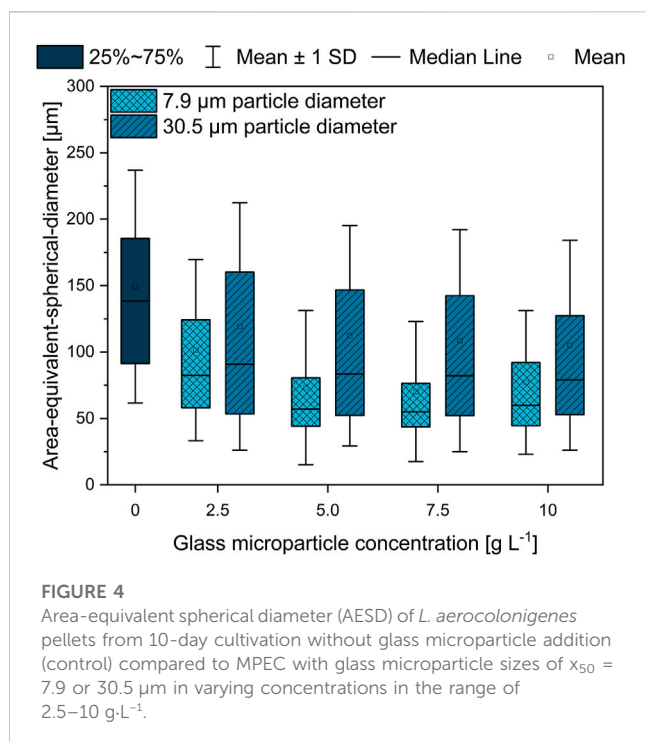 25%~75% Mean ± 1 SD Median Line Mean
7.9 µm particle diameter
30.5 µm particle diameter
Area-equivalent-spherical-diameter [µm]
300
250
200
150
100
50
0
0 2.5 5.0 7.5 10
Glass microparticle concentration [g L⁻¹]
FIGURE 4
Area-equivalent spherical diameter (AESD) of L. aerocolonigenes
pellets from 10-day cultivation without glass microparticle addition
(control) compared to MPEC with glass microparticle sizes of x₅₀ =
7.9 or 30.5 µm in varying concentrations in the range of
2.5–10 g·L⁻¹.